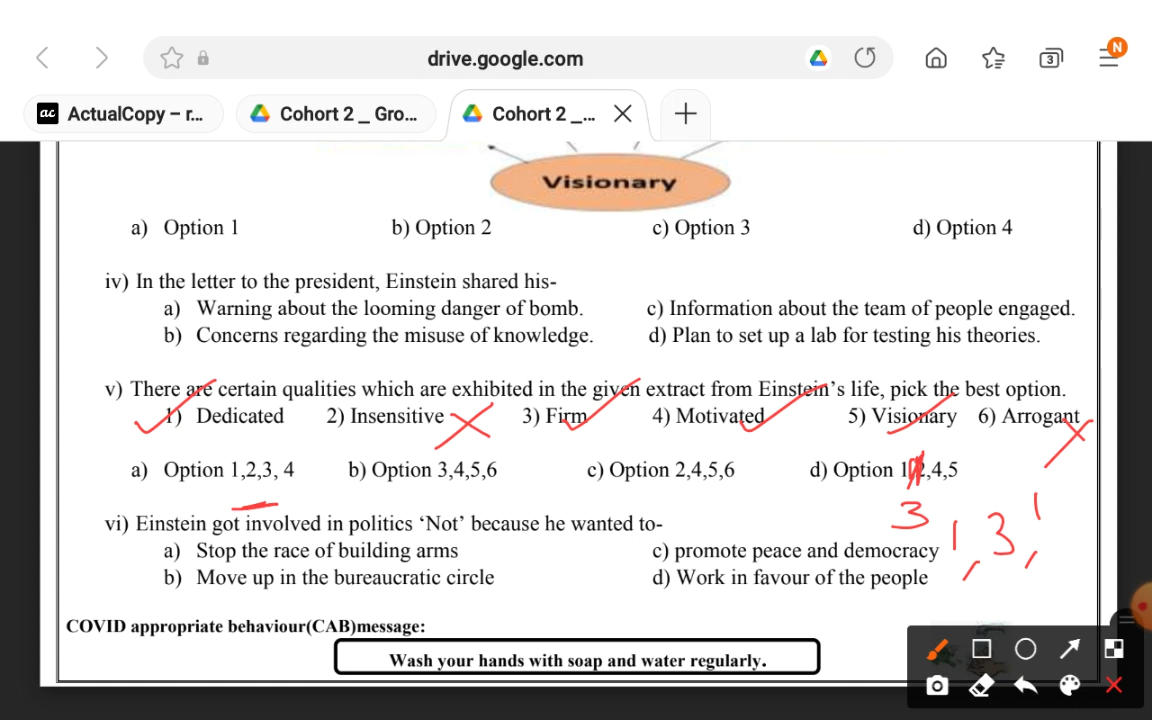 drive.google.com
3
N
ac ActualCopy – r...
Cohort 2 _ Gro...
Cohort 2 _...
Visionary
a) Option 1 b) Option 2 c) Option 3 d) Option 4
iv) In the letter to the president, Einstein shared his-
a) Warning about the looming danger of bomb. c) Information about the team of people engaged.
b) Concerns regarding the misuse of knowledge. d) Plan to set up a lab for testing his theories.
v) There are certain qualities which are exhibited in the given extract from Einstein's life, pick the best option.
1) Dedicated 2) Insensitive 3) Firm 4) Motivated 5) Visionary 6) Arrogant
a) Option 1,2,3, 4 b) Option 3,4,5,6 c) Option 2,4,5,6 d) Option 1,2,4,5
3
1, 3,
vi) Einstein got involved in politics ‘Not’ because he wanted to-
a) Stop the race of building arms c) promote peace and democracy
b) Move up in the bureaucratic circle d) Work in favour of the people
COVID appropriate behaviour(CAB)message:
Wash your hands with soap and water regularly.